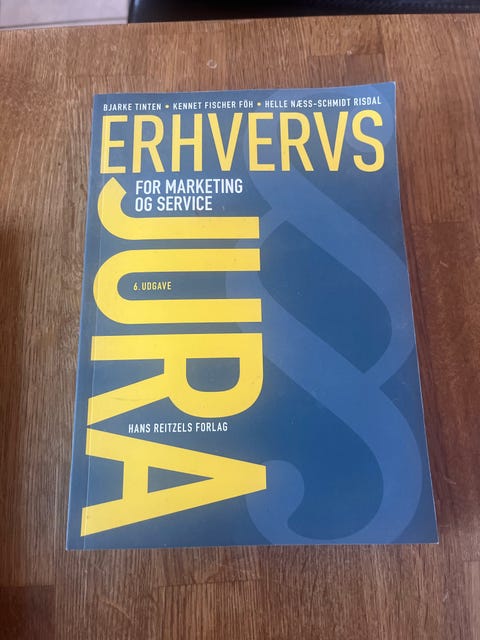 BJARKE TINTEN • KENNET FISCHER FÖH • HELLE NÆSS-SCHMIDT RISDAL
ERHVERVS
FOR MARKETING
OG SERVICE
JURA
6. UDGAVE
HANS REITZELS FORLAG